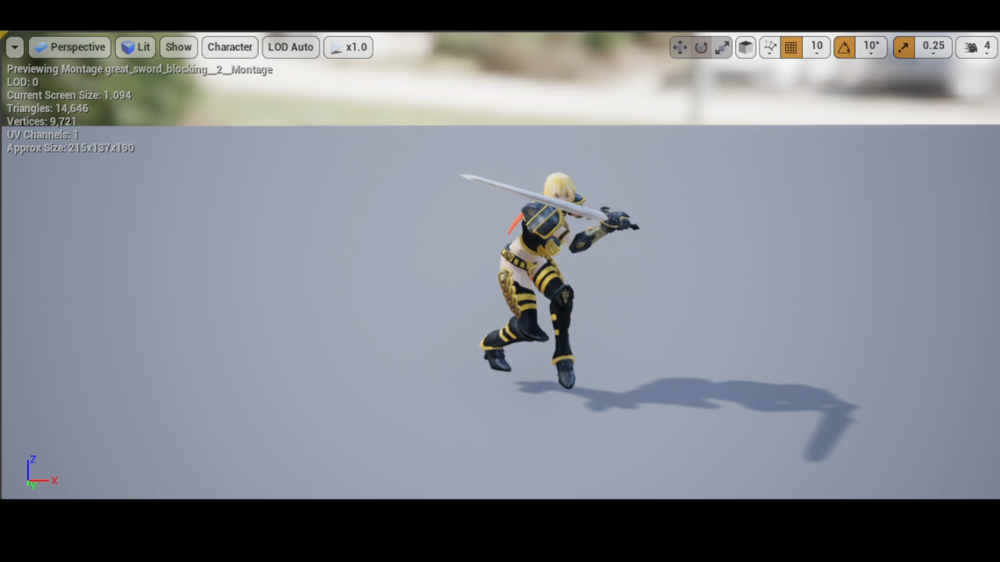 Perspective Lit Show Character LOD Auto x1.0 10 10° 0.25 4
Previewing Montage great_sword_blocking__2__Montage
LOD: 0
Current Screen Size: 1.094
Triangles: 14,646
Vertices: 9,721
UV Channels: 1
Approx Size: 215x137x190
Z
X
Y